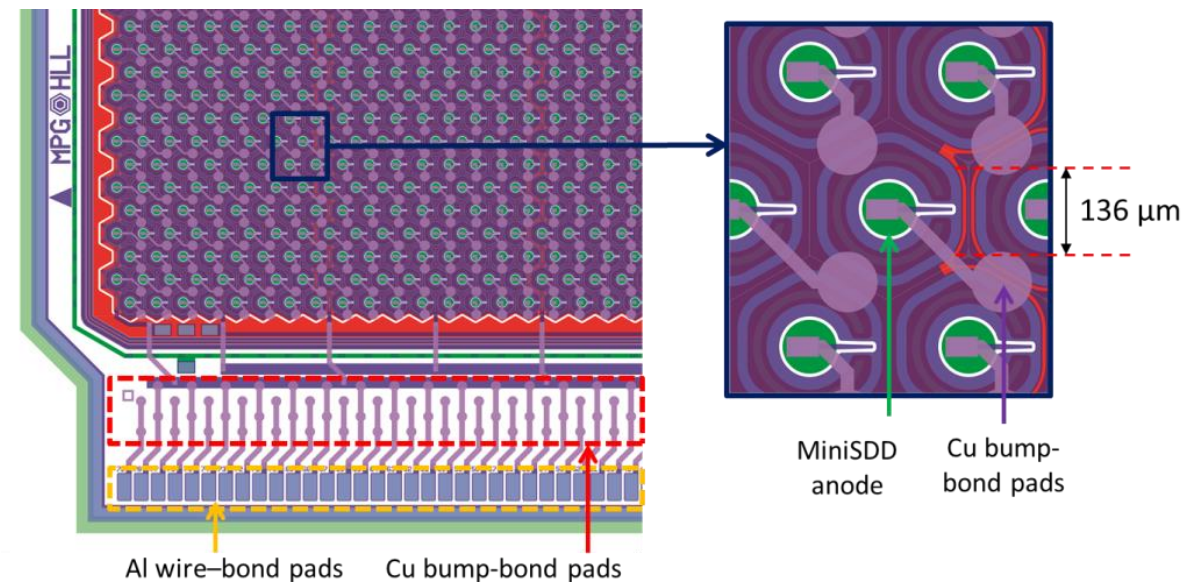 MPG HLL
136 µm
MiniSDD
anode
Cu bump-
bond pads
Al wire–bond pads
Cu bump-bond pads